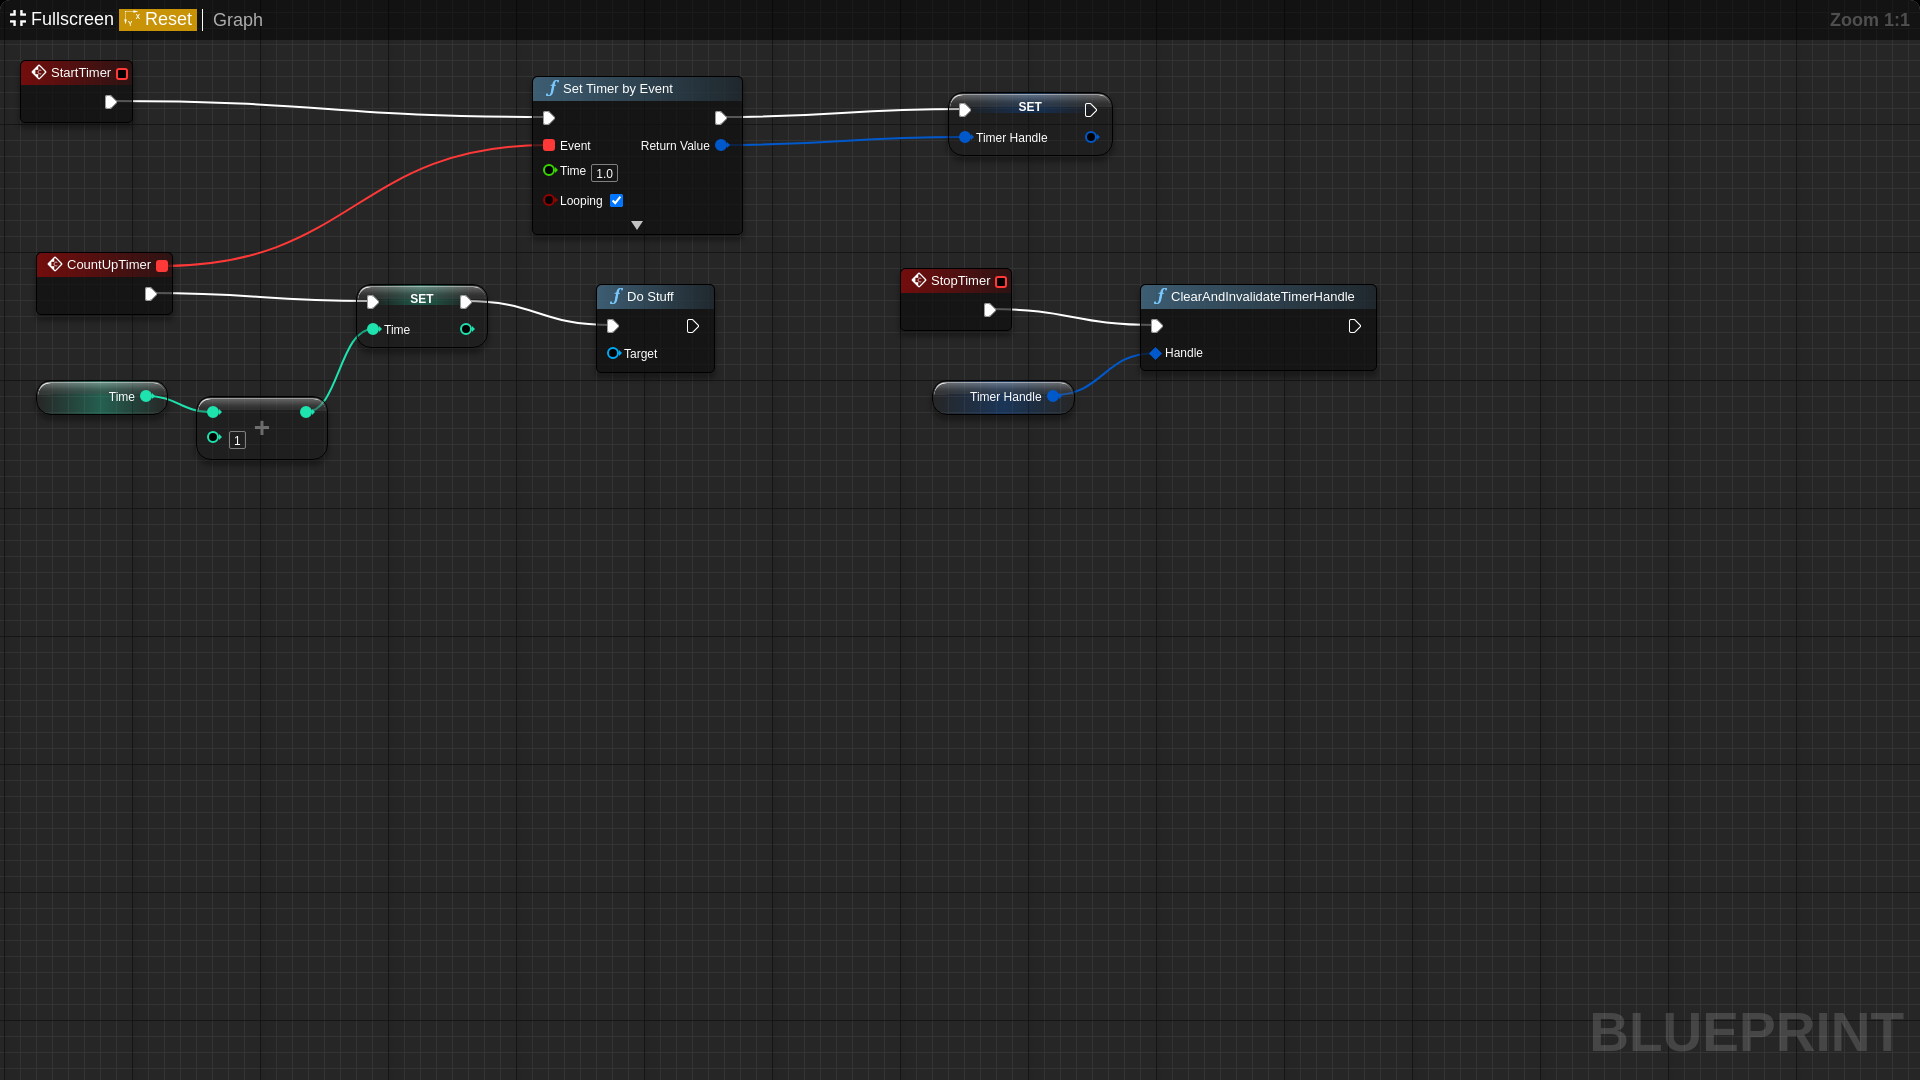 Fullscreen Reset Graph Zoom 1:1
StartTimer
Set Timer by Event
Event Return Value
Time 1.0
Looping
SET
Timer Handle
CountUpTimer
SET
Time
Do Stuff
Target
Time
+
1
StopTimer
ClearAndInvalidateTimerHandle
Handle
Timer Handle
BLUEPRINT